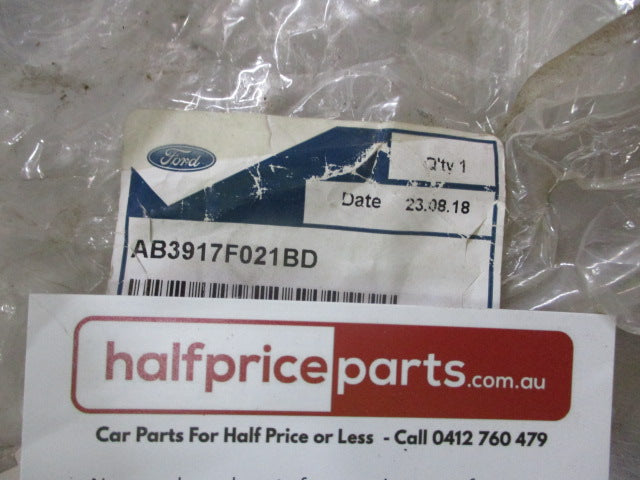 Ford
Q'ty 1
Date 23.08.18
AB3917F021BD
halfpriceparts.com.au
Car Parts For Half Price or Less - Call 0412 760 479